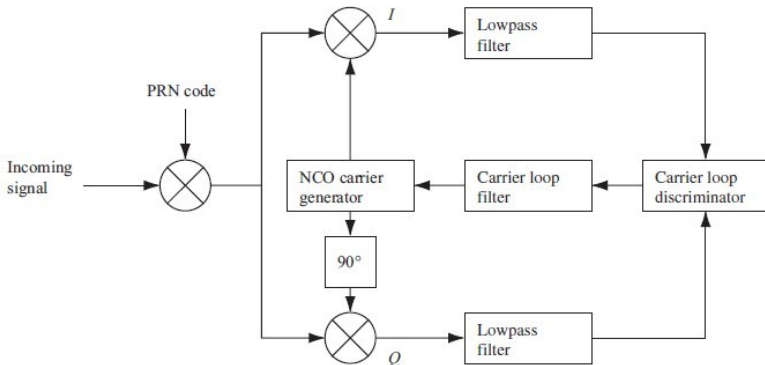 I
Lowpass
filter
PRN code
Incoming
signal
NCO carrier
generator
Carrier loop
filter
Carrier loop
discriminator
90°
Lowpass
filter
Q